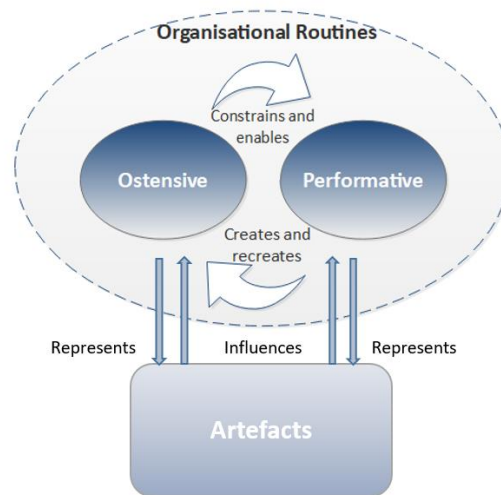 Organisational Routines
Constrains and
enables
Ostensive
Performative
Creates and
recreates
Represents
Influences
Represents
Artefacts